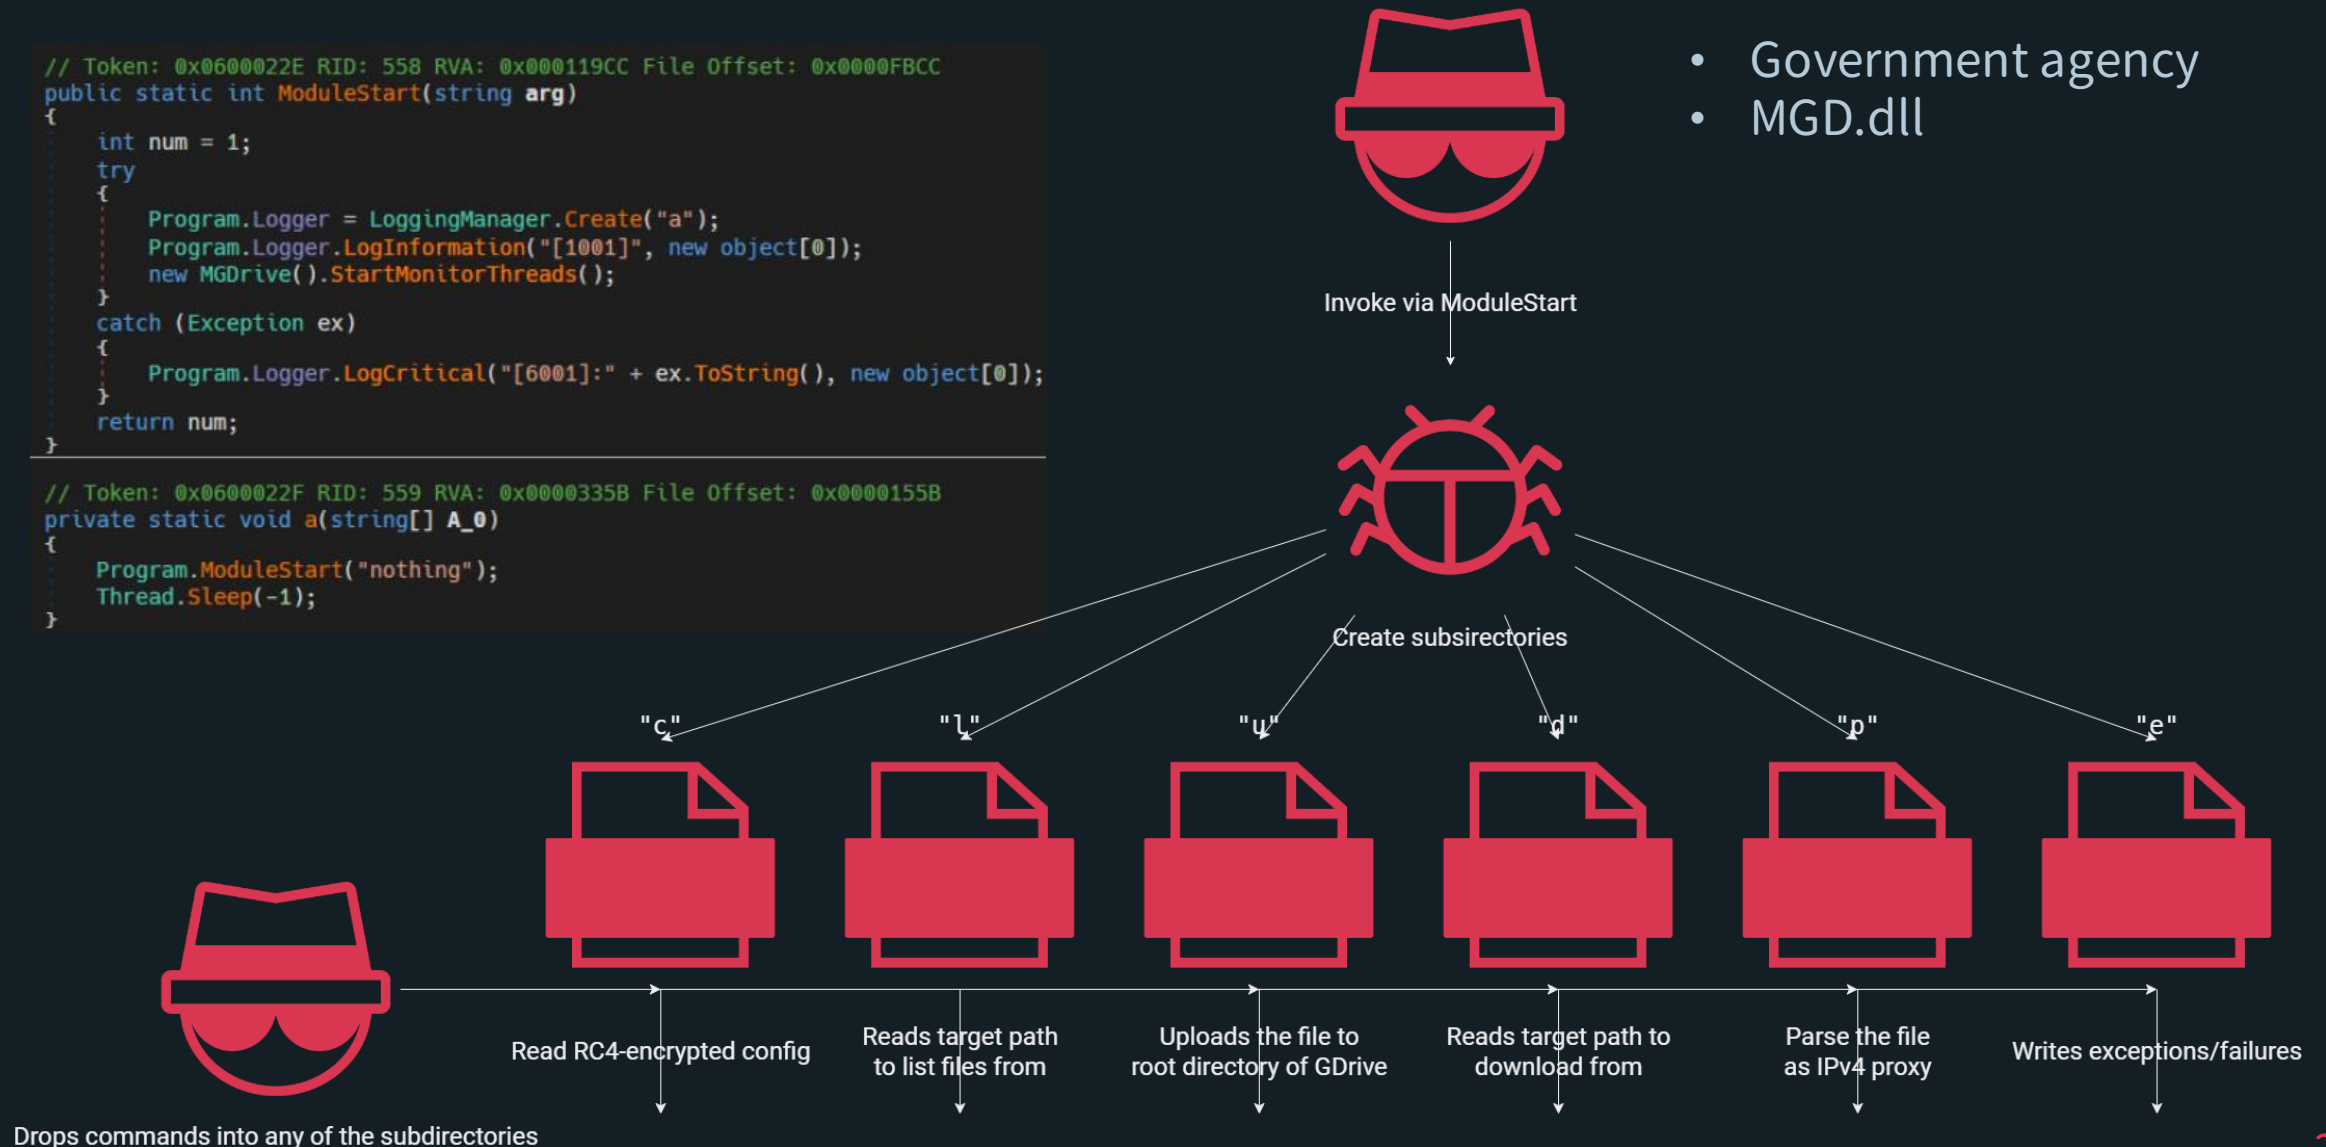 // Token: 0x0600022E RID: 558 RVA: 0x000119CC File Offset: 0x0000FBCC
public static int ModuleStart(string arg)
{
int num = 1;
try
{
Program.Logger = LoggingManager.Create("a");
Program.Logger.LogInformation("[1001]", new object[0]);
new MGDrive().StartMonitorThreads();
}
catch (Exception ex)
{
Program.Logger.LogCritical("[6001]:" + ex.ToString(), new object[0]);
}
return num;
}
// Token: 0x0600022F RID: 559 RVA: 0x0000335B File Offset: 0x0000155B
private static void a(string[] A_0)
{
Program.ModuleStart("nothing");
Thread.Sleep(-1);
}
• Government agency
• MGD.dll
Invoke via ModuleStart
Create subsirectories
"c"
"l"
"u"
"d"
"p"
"e"
Read RC4-encrypted config
Reads target path
to list files from
Uploads the file to
root directory of GDrive
Reads target path to
download from
Parse the file
as IPv4 proxy
Writes exceptions/failures
Drops commands into any of the subdirectories